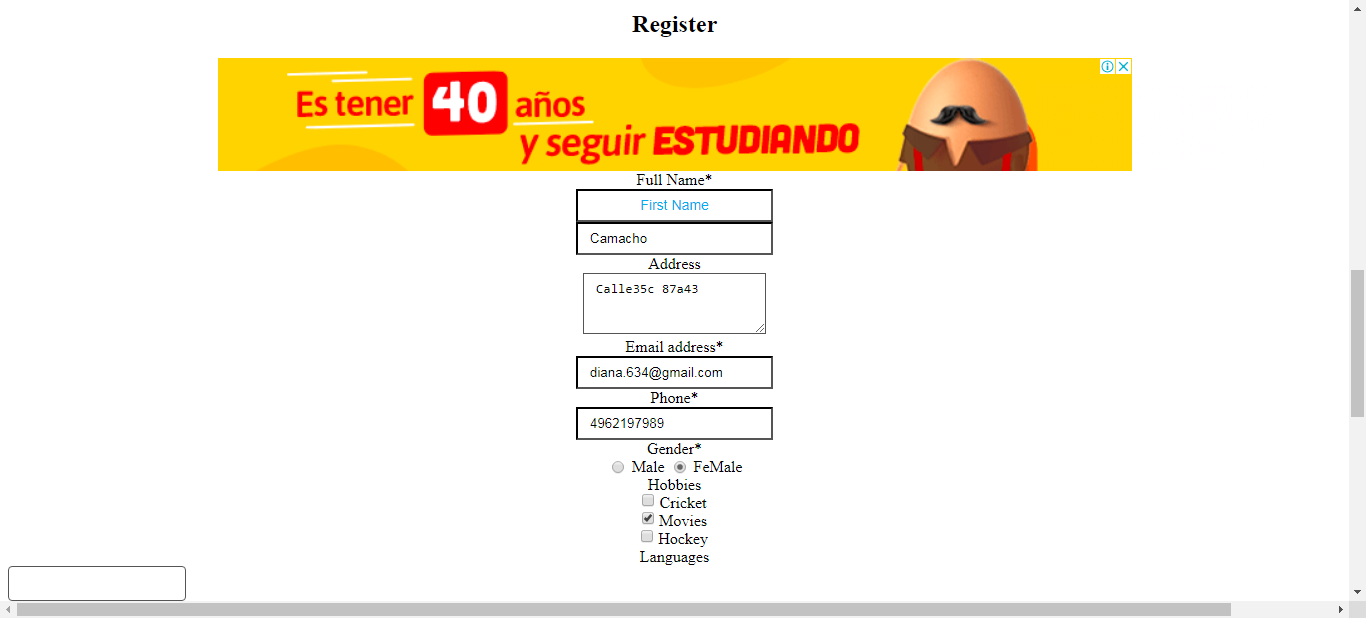 Register
Es tener 40 años
y seguir ESTUDIANDO
Full Name*
First Name
Camacho
Address
Calle35c 87a43
Email address*
diana.634@gmail.com
Phone*
4962197989
Gender*
Male FeMale
Hobbies
Cricket
Movies
Hockey
Languages